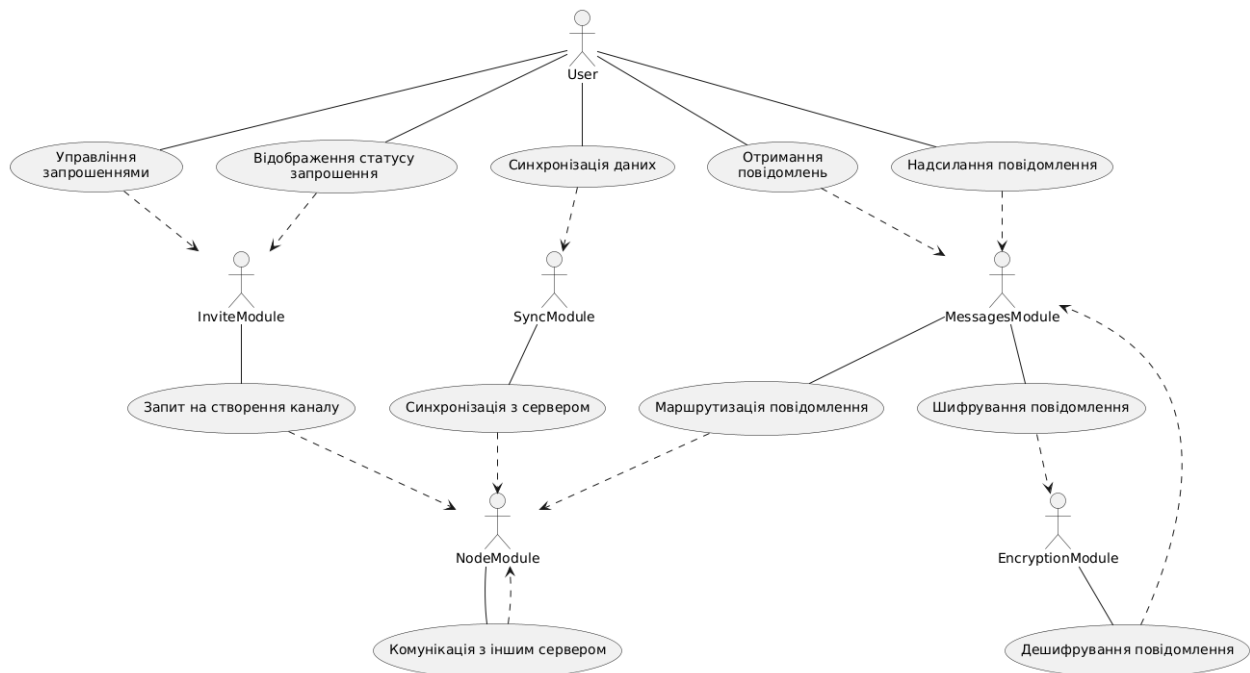 User
Управління
запрошеннями
Відображення статусу
запрошення
Синхронізація даних
Отримання
повідомлень
Надсилання повідомлення
InviteModule
SyncModule
MessagesModule
Запит на створення каналу
Синхронізація з сервером
Маршрутизація повідомлення
Шифрування повідомлення
NodeModule
EncryptionModule
Комунікація з іншим сервером
Дешифрування повідомлення